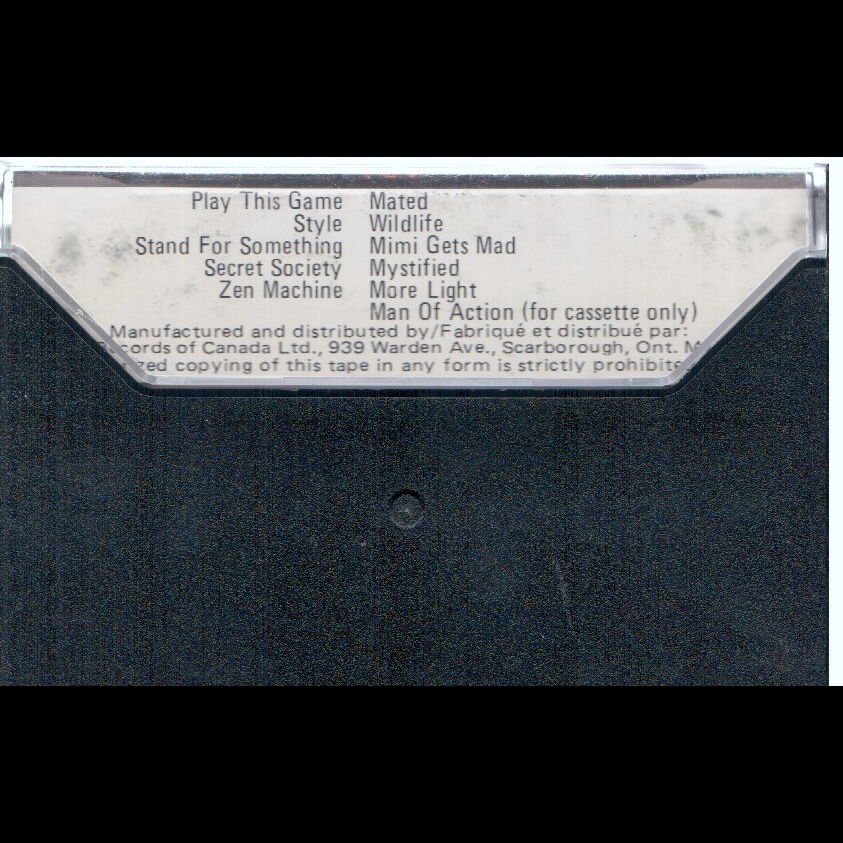 Play This Game Mated
Style Wildlife
Stand For Something Mimi Gets Mad
Secret Society Mystified
Zen Machine More Light
Man Of Action (for cassette only)
Manufactured and distributed by/Fabriqué et distribué par:
of Canada Ltd., 939 Warden Ave., Scarborough, Ont.
copying of this tape in any form is strictly